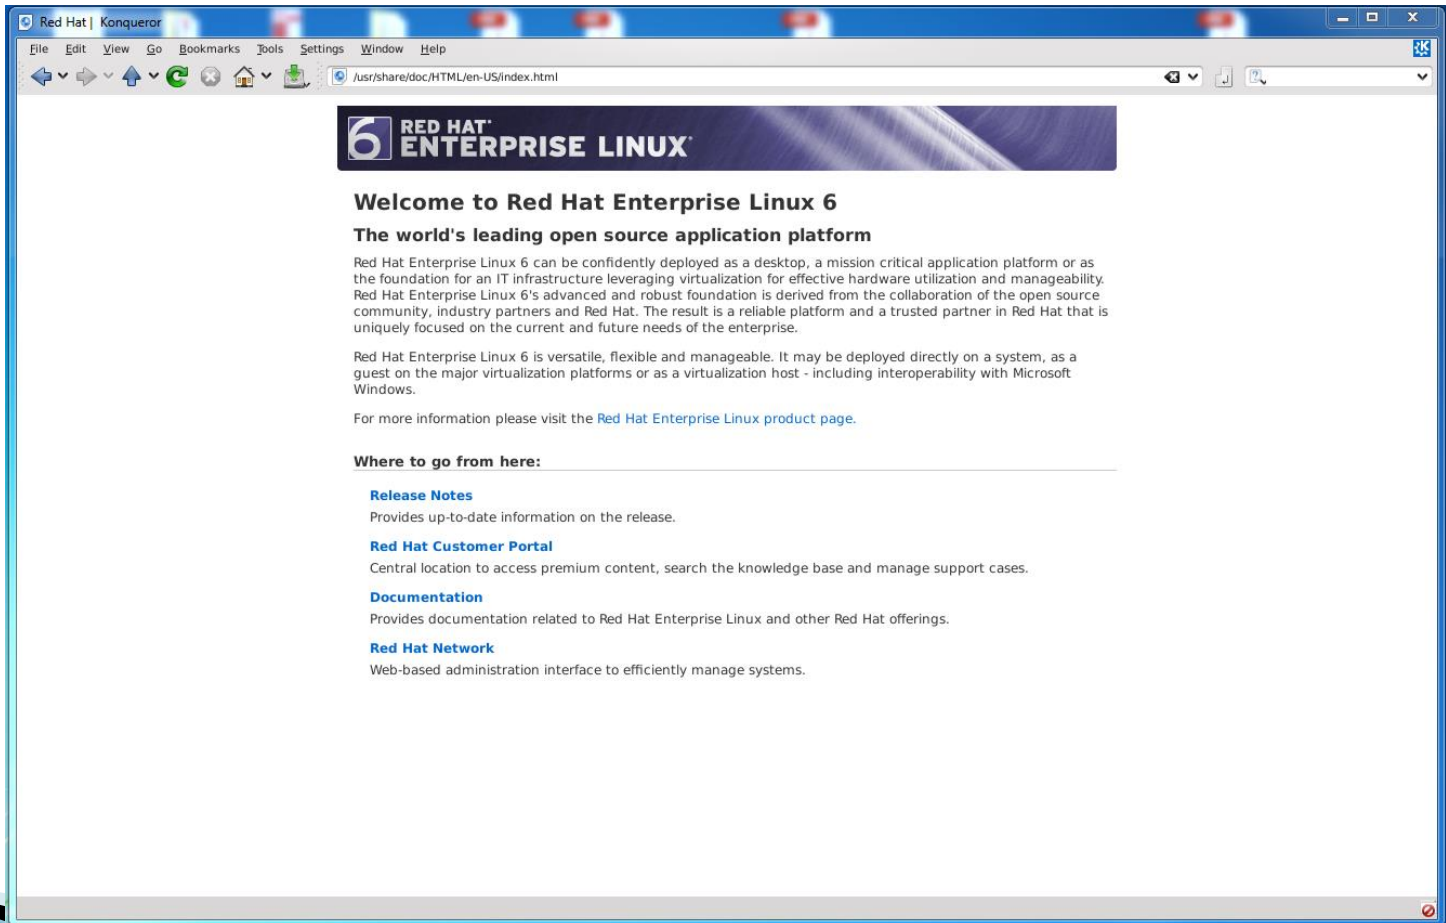 Red Hat | Konqueror
File Edit View Go Bookmarks Tools Settings Window Help
/usr/share/doc/HTML/en-US/index.html
6 RED HAT
ENTERPRISE LINUX
Welcome to Red Hat Enterprise Linux 6
The world's leading open source application platform
Red Hat Enterprise Linux 6 can be confidently deployed as a desktop, a mission critical application platform or as
the foundation for an IT infrastructure leveraging virtualization for effective hardware utilization and manageability.
Red Hat Enterprise Linux 6's advanced and robust foundation is derived from the collaboration of the open source
community, industry partners and Red Hat. The result is a reliable platform and a trusted partner in Red Hat that is
uniquely focused on the current and future needs of the enterprise.
Red Hat Enterprise Linux 6 is versatile, flexible and manageable. It may be deployed directly on a system, as a
guest on the major virtualization platforms or as a virtualization host - including interoperability with Microsoft
Windows.
For more information please visit the Red Hat Enterprise Linux product page.
Where to go from here:
Release Notes
Provides up-to-date information on the release.
Red Hat Customer Portal
Central location to access premium content, search the knowledge base and manage support cases.
Documentation
Provides documentation related to Red Hat Enterprise Linux and other Red Hat offerings.
Red Hat Network
Web-based administration interface to efficiently manage systems.